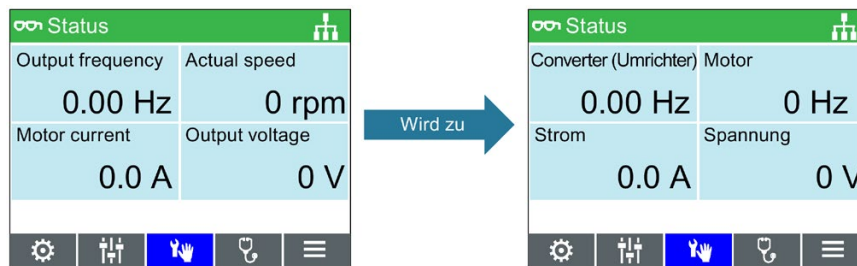 Status
Output frequency Actual speed
0.00 Hz 0 rpm
Motor current Output voltage
0.0 A 0 V
Wird zu
Status
Converter (Umrichter) Motor
0.00 Hz 0 Hz
Strom Spannung
0.0 A 0 V